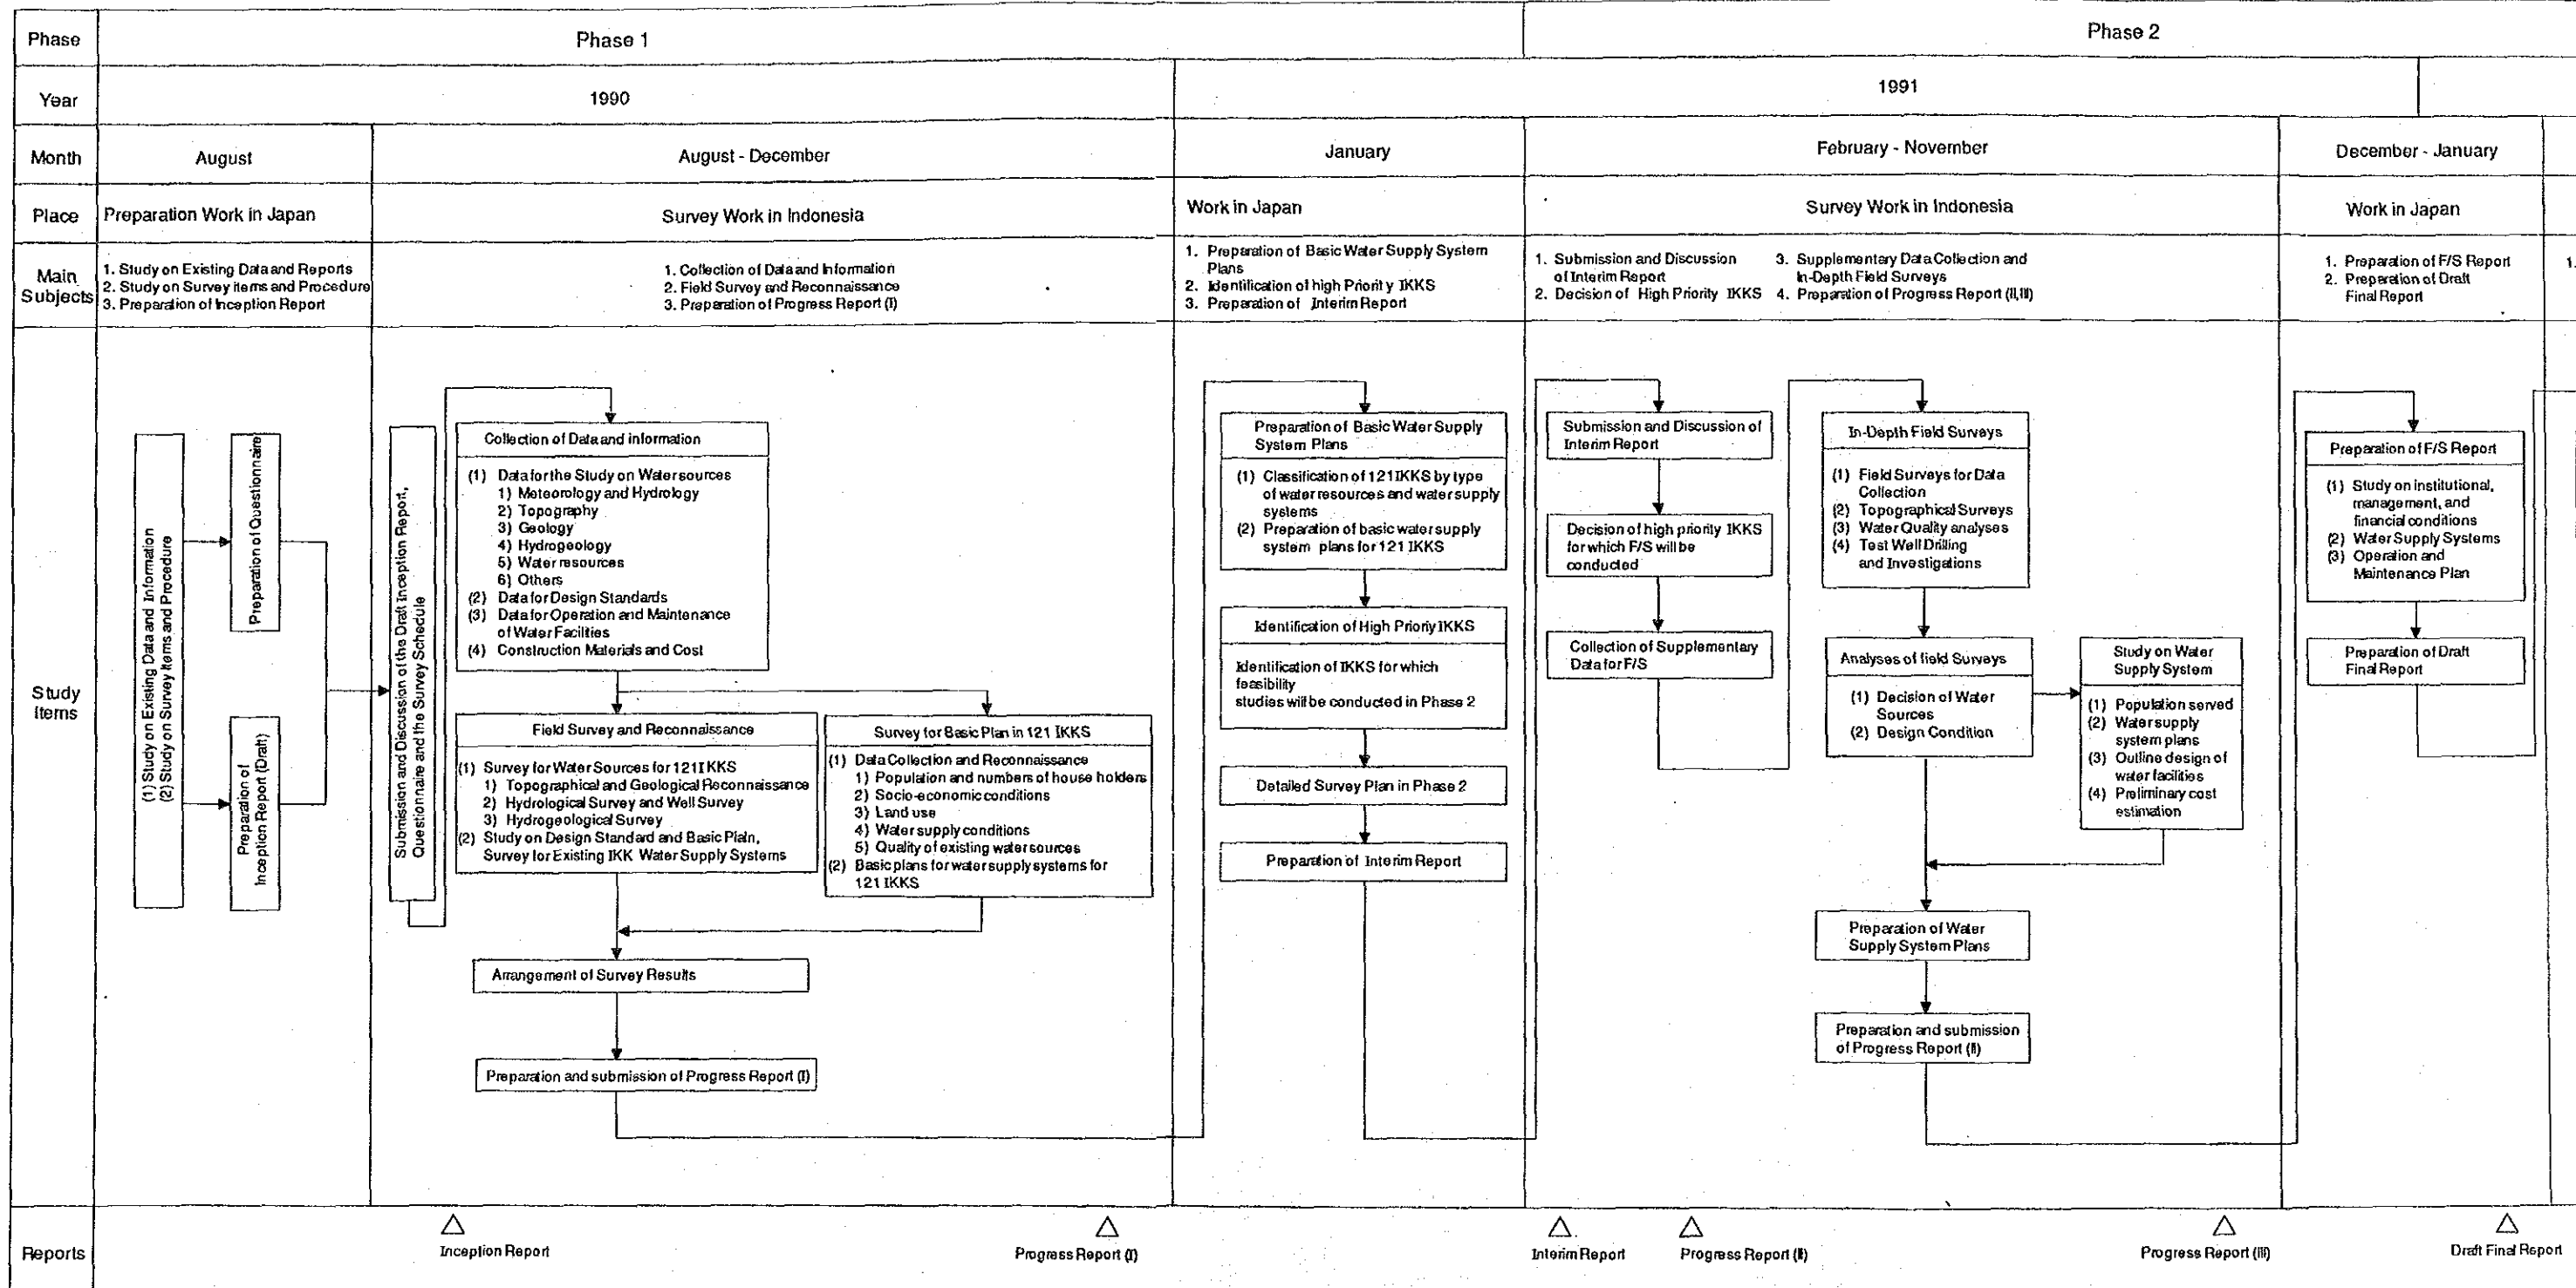 Phase
Phase 1
Phase 2
Year
1990
1991
Month
August
August - December
January
February - November
December - January
Place
Preparation Work in Japan
Survey Work in Indonesia
Work in Japan
Survey Work in Indonesia
Work in Japan
Main
Subjects
1. Study on Existing Data and Reports
2. Study on Survey items and Procedure
3. Preparation of Inception Report
1. Collection of Data and Information
2. Field Survey and Reconnaissance
3. Preparation of Progress Report (I)
1. Preparation of Basic Water Supply System
Plans
2. Identification of high Priority IKKS
3. Preparation of Interim Report
1. Submission and Discussion
of Interim Report
2. Decision of High Priority IKKS
3. Supplementary Data Collection and
In-Depth Field Surveys
4. Preparation of Progress Report (II,III)
1. Preparation of F/S Report
2. Preparation of Draft
Final Report
1.
Study
Items
(1) Study on Existing Data and Information
(2) Study on Survey Items and Procedure
Preparation of Questionnaire
Preparation of
Inception Report (Draft)
Submission and Discussion of the Draft Inception Report,
Questionnaire and the Survey Schedule
Collection of Data and information
(1) Data for the Study on Water sources
1) Meteorology and Hydrology
2) Topography
3) Geology
4) Hydrogeology
5) Water resources
6) Others
(2) Data for Design Standards
(3) Data for Operation and Maintenance
of Water Facilities
(4) Construction Materials and Cost
Field Survey and Reconnaissance
(1) Survey for Water Sources for 121 IKKS
1) Topographical and Geological Reconnaissance
2) Hydrological Survey and Well Survey
3) Hydrogeological Survey
(2) Study on Design Standard and Basic Plain,
Survey for Existing IKK Water Supply Systems
Survey for Basic Plan in 121 IKKS
(1) Data Collection and Reconnaissance
1) Population and numbers of house holders
2) Socio-economic conditions
3) Land use
4) Water supply conditions
5) Quality of existing water sources
(2) Basic plans for water supply systems for
121 IKKS
Arrangement of Survey Results
Preparation and submission of Progress Report (I)
Preparation of Basic Water Supply
System Plans
(1) Classification of 121 IKKS by type
of water resources and water supply
systems
(2) Preparation of basic water supply
system plans for 121 IKKS
Identification of High Priorly IKKS
Identification of IKKS for which
feasibility
studies will be conducted in Phase 2
Detailed Survey Plan in Phase 2
Preparation of Interim Report
Submission and Discussion of
Interim Report
Decision of high priority IKKS
for which F/S will be
conducted
Collection of Supplementary
Data for F/S
In-Depth Field Surveys
(1) Field Surveys for Data
Collection
(2) Topographical Surveys
(3) Water Quality analyses
(4) Test Well Drilling
and Investigations
Analyses of field Surveys
(1) Decision of Water
Sources
(2) Design Condition
Study on Water
Supply System
(1) Population served
(2) Water supply
system plans
(3) Outline design of
water facilities
(4) Preliminary cost
estimation
Preparation of Water
Supply System Plans
Preparation and submission
of Progress Report (II)
Preparation of F/S Report
(1) Study on institutional,
management, and
financial conditions
(2) Water Supply Systems
(3) Operation and
Maintenance Plan
Preparation of Draft
Final Report
Reports
Inception Report
Progress Report (I)
Interim Report
Progress Report (II)
Progress Report (III)
Draft Final Report